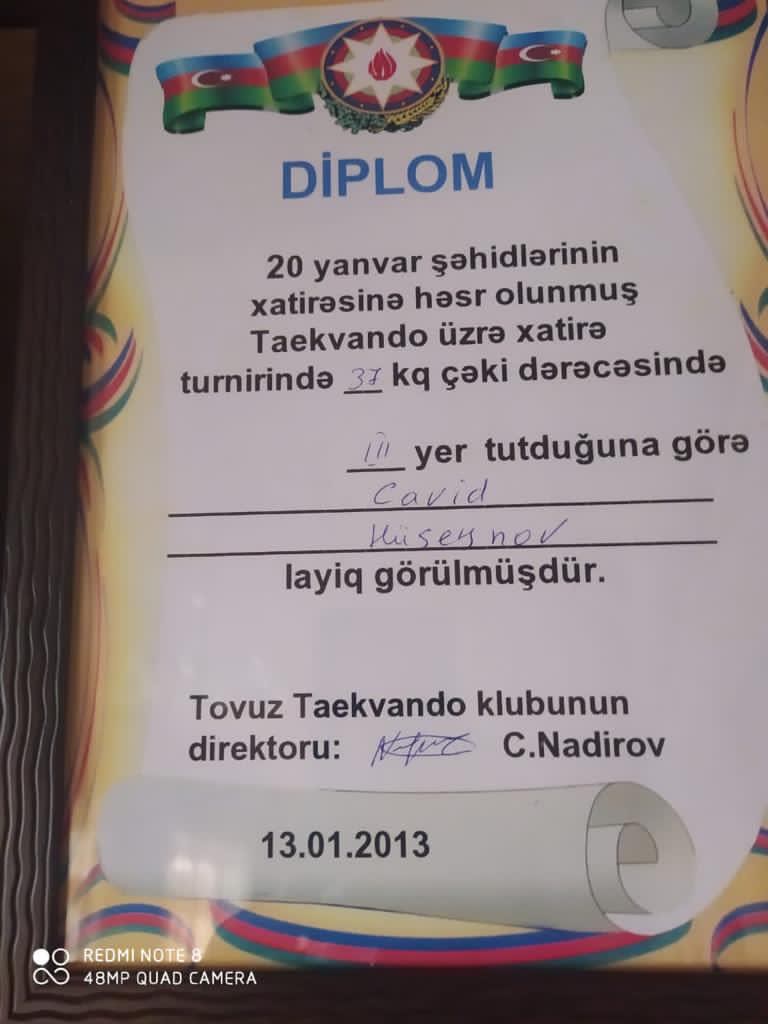 DİPLOM
20 yanvar şəhidlərinin
xatirəsinə həsr olunmuş
Taekvando üzrə xatirə
turnirində 37 kq çəki dərəcəsində
III yer tutduğuna görə
Cavid
Hüseynov
layiq görülmüşdür.
Tovuz Taekvando klubunun
direktoru: C.Nadirov
13.01.2013
REDMI NOTE 8
48MP QUAD CAMERA